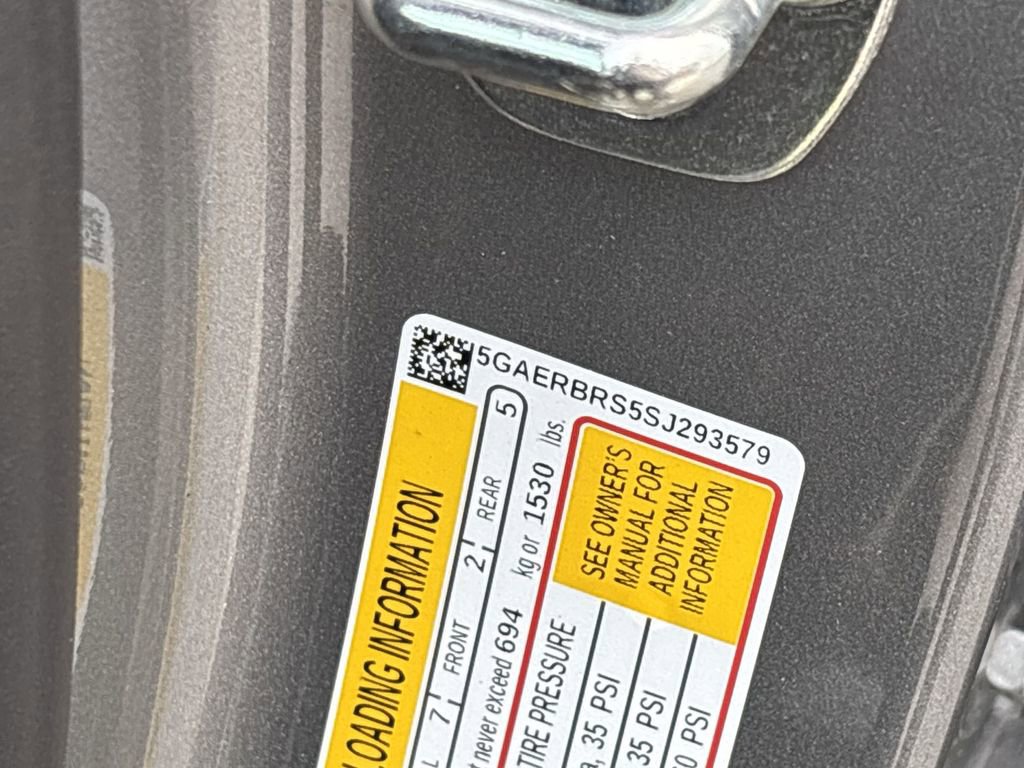 5GAERBRS5SJ293579
LOADING INFORMATION
7 FRONT 2 REAR 5
never exceed 694 kg or 1530 lbs.
TIRE PRESSURE
35 PSI
35 PSI
PSI
SEE OWNER'S
MANUAL FOR
ADDITIONAL
INFORMATION